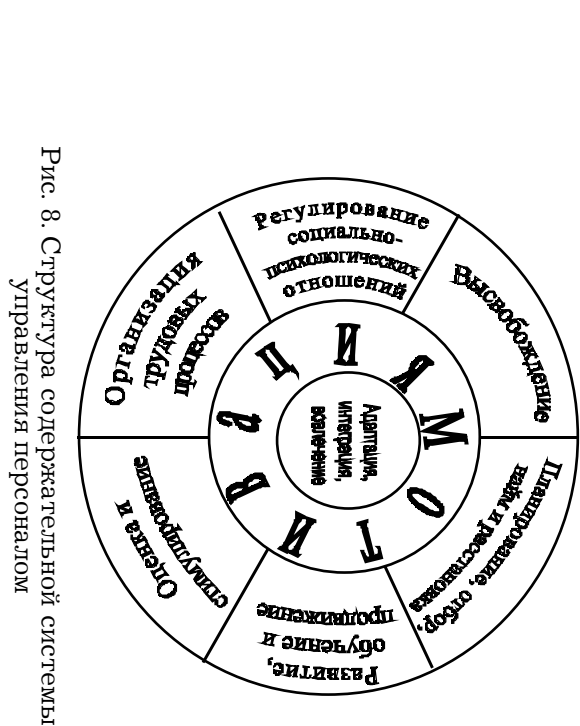 Регулирование
социально-
психологических
отношений
Высвобождение
Планирование, отбор,
найм и расстановка
Развитие,
обучение и
продвижение
Оценка и
стимулирование
Организация
трудовых
процессов
Мотивация
Адаптация,
интеграция,
вовлечение
Рис. 8. Структура содержательной системы
управления персоналом